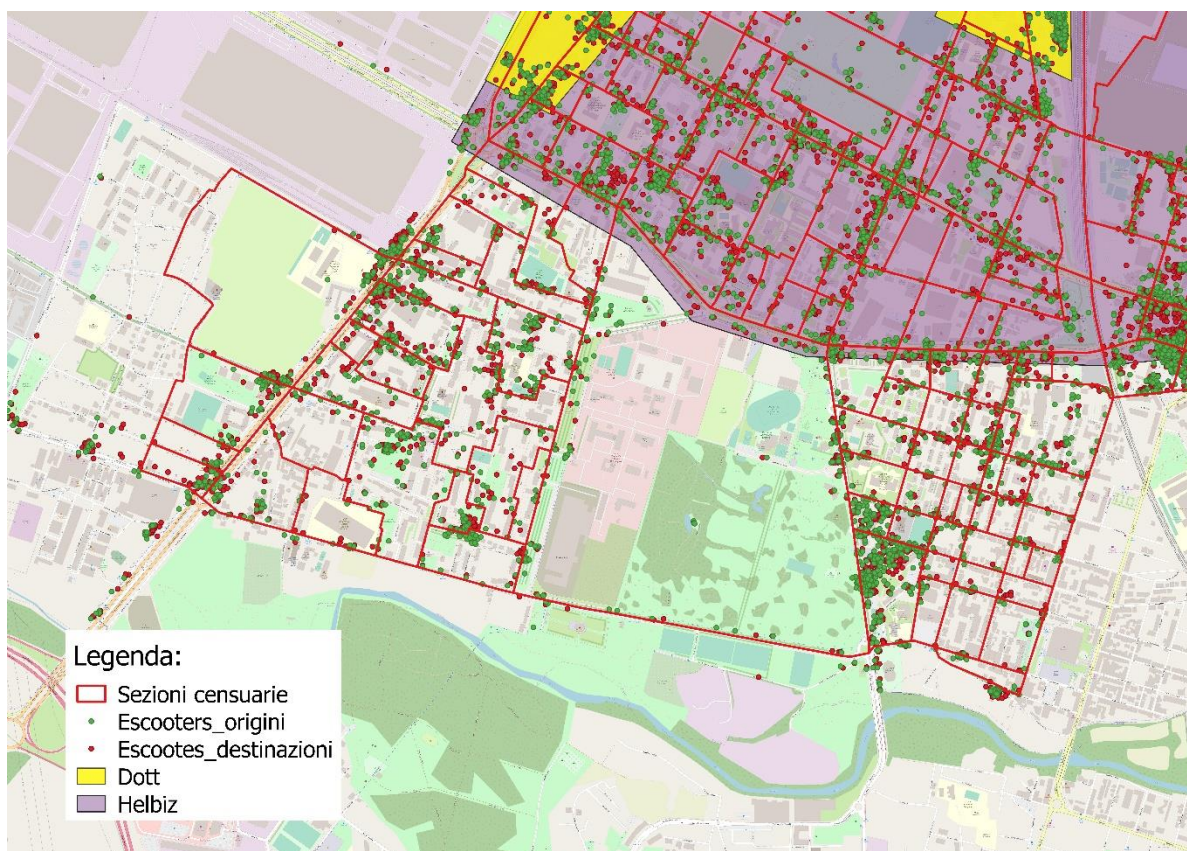 Legenda:
Sezioni censuarie
Escooters_origini
Escootes_destinazioni
Dott
Helbiz